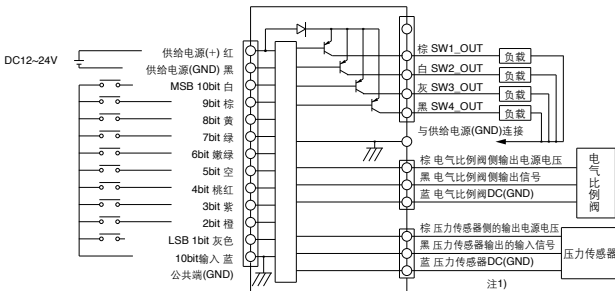 DC12~24V
供给电源(+) 红
供给电源(GND) 黑
MSB 10bit 白
9bit 棕
8bit 黄
7bit 绿
6bit 嫩绿
5bit 空
4bit 桃红
3bit 紫
2bit 橙
LSB 1bit 灰色
10bit输入 蓝
公共端(GND)
棕 SW1_OUT 负载
白 SW2_OUT 负载
灰 SW3_OUT 负载
黑 SW4_OUT 负载
与供给电源(GND)连接
棕 电气比例阀侧输出电源电压
黑 电气比例阀侧输出信号
蓝 电气比例阀DC(GND)
电气比例阀
棕 压力传感器侧的输出电源电压
黑 压力传感器输出的输入信号
蓝 压力传感器DC(GND)
压力传感器
注1)